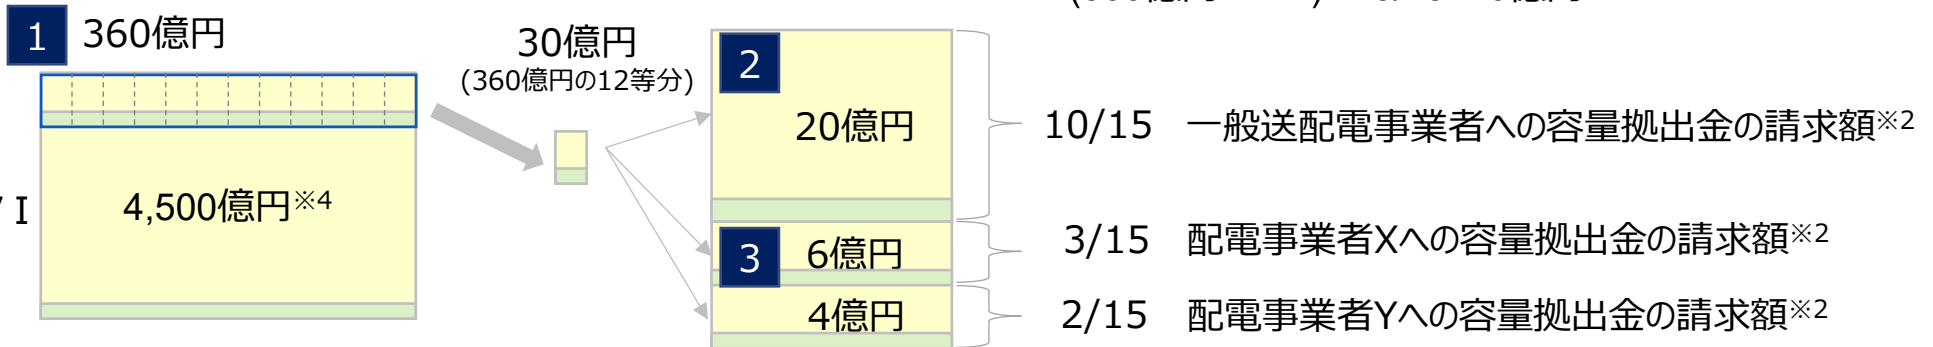 1 360億円
30億円
(360億円の12等分)
2
20億円
10/15 一般送配電事業者への容量拠出金の請求額※2
I
4,500億円※4
3
6億円
3/15 配電事業者Xへの容量拠出金の請求額※2
4億円
2/15 配電事業者Yへの容量拠出金の請求額※2